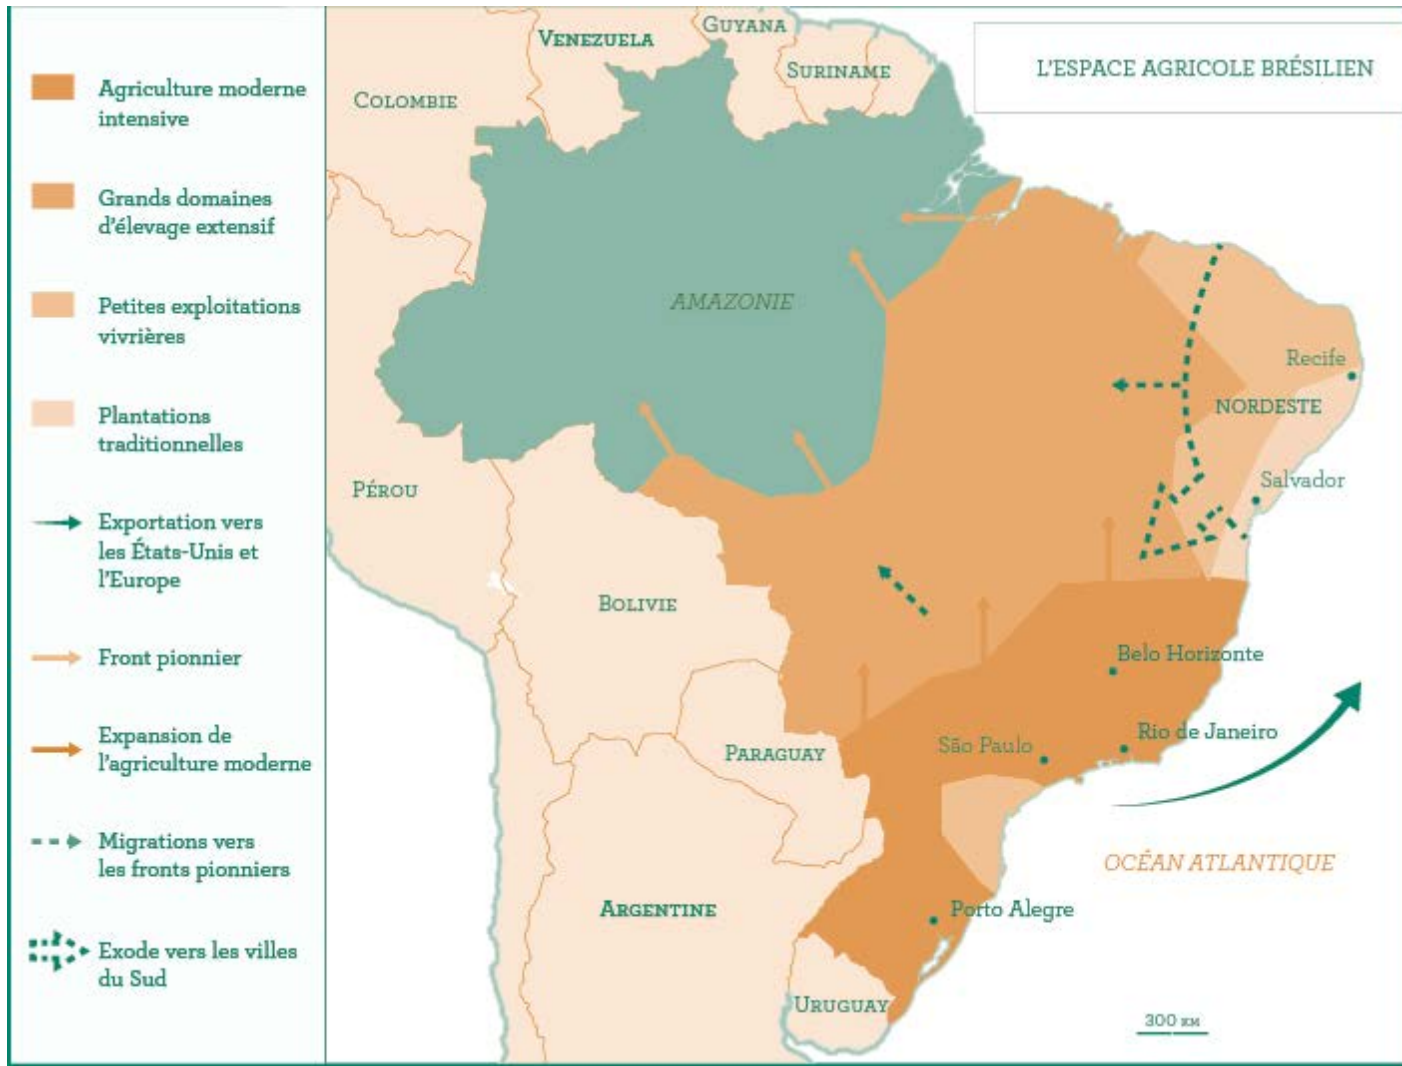 L'ESPACE AGRICOLE BRÉSILIEN
Agriculture moderne
intensive
Grands domaines
d'élevage extensif
Petites exploitations
vivrières
Plantations
traditionnelles
Exportation vers
les États-Unis et
l'Europe
Front pionnier
Expansion de
l'agriculture moderne
Migrations vers
les fronts pionniers
Exode vers les villes
du Sud
VENEZUELA
GUYANA
SURINAME
COLOMBIE
AMAZONIE
Recife
NORDESTE
Salvador
PÉROU
BOLIVIE
Belo Horizonte
Rio de Janeiro
São Paulo
PARAGUAY
OCÉAN ATLANTIQUE
ARGENTINE
Porto Alegre
URUGUAY
300 KM